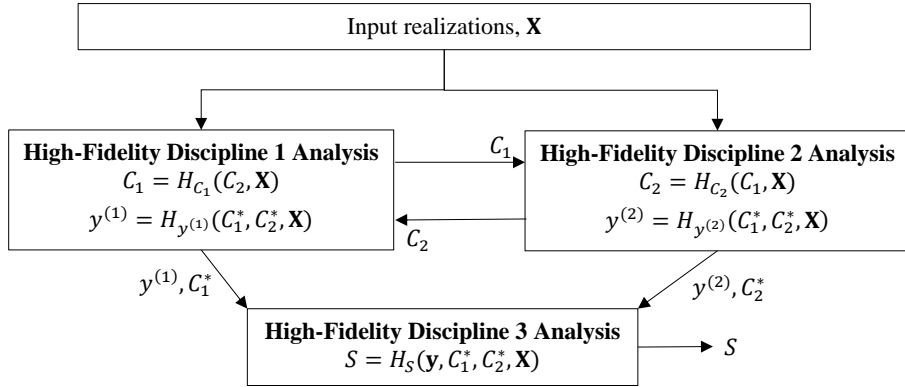 Input realizations, 𝐗
High-Fidelity Discipline 1 Analysis
𝐶₁ = 𝐻_{𝐶₁}(𝐶₂, 𝐗)
𝑦⁽¹⁾ = 𝐻_{𝑦⁽¹⁾}(𝐶₁*, 𝐶₂*, 𝐗)
𝐶₁
𝐶₂
High-Fidelity Discipline 2 Analysis
𝐶₂ = 𝐻_{𝐶₂}(𝐶₁, 𝐗)
𝑦⁽²⁾ = 𝐻_{𝑦⁽²⁾}(𝐶₁*, 𝐶₂*, 𝐗)
𝑦⁽¹⁾, 𝐶₁*
𝑦⁽²⁾, 𝐶₂*
High-Fidelity Discipline 3 Analysis
𝑆 = 𝐻_𝑆(𝐲, 𝐶₁*, 𝐶₂*, 𝐗)
𝑆